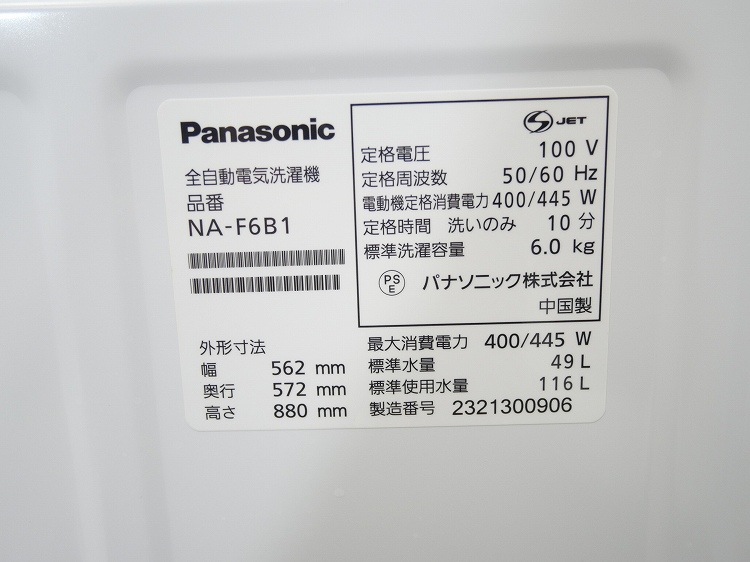 Panasonic
全自動電気洗濯機
品番
NA-F6B1
外形寸法
幅 562 mm
奥行 572 mm
高さ 880 mm
S JET
定格電圧 100 V
定格周波数 50/60 Hz
電動機定格消費電力 400/445 W
定格時間 洗いのみ 10 分
標準洗濯容量 6.0 kg
PS
E
パナソニック株式会社
中国製
最大消費電力 400/445 W
標準水量 49 L
標準使用水量 116 L
製造番号 2321300906